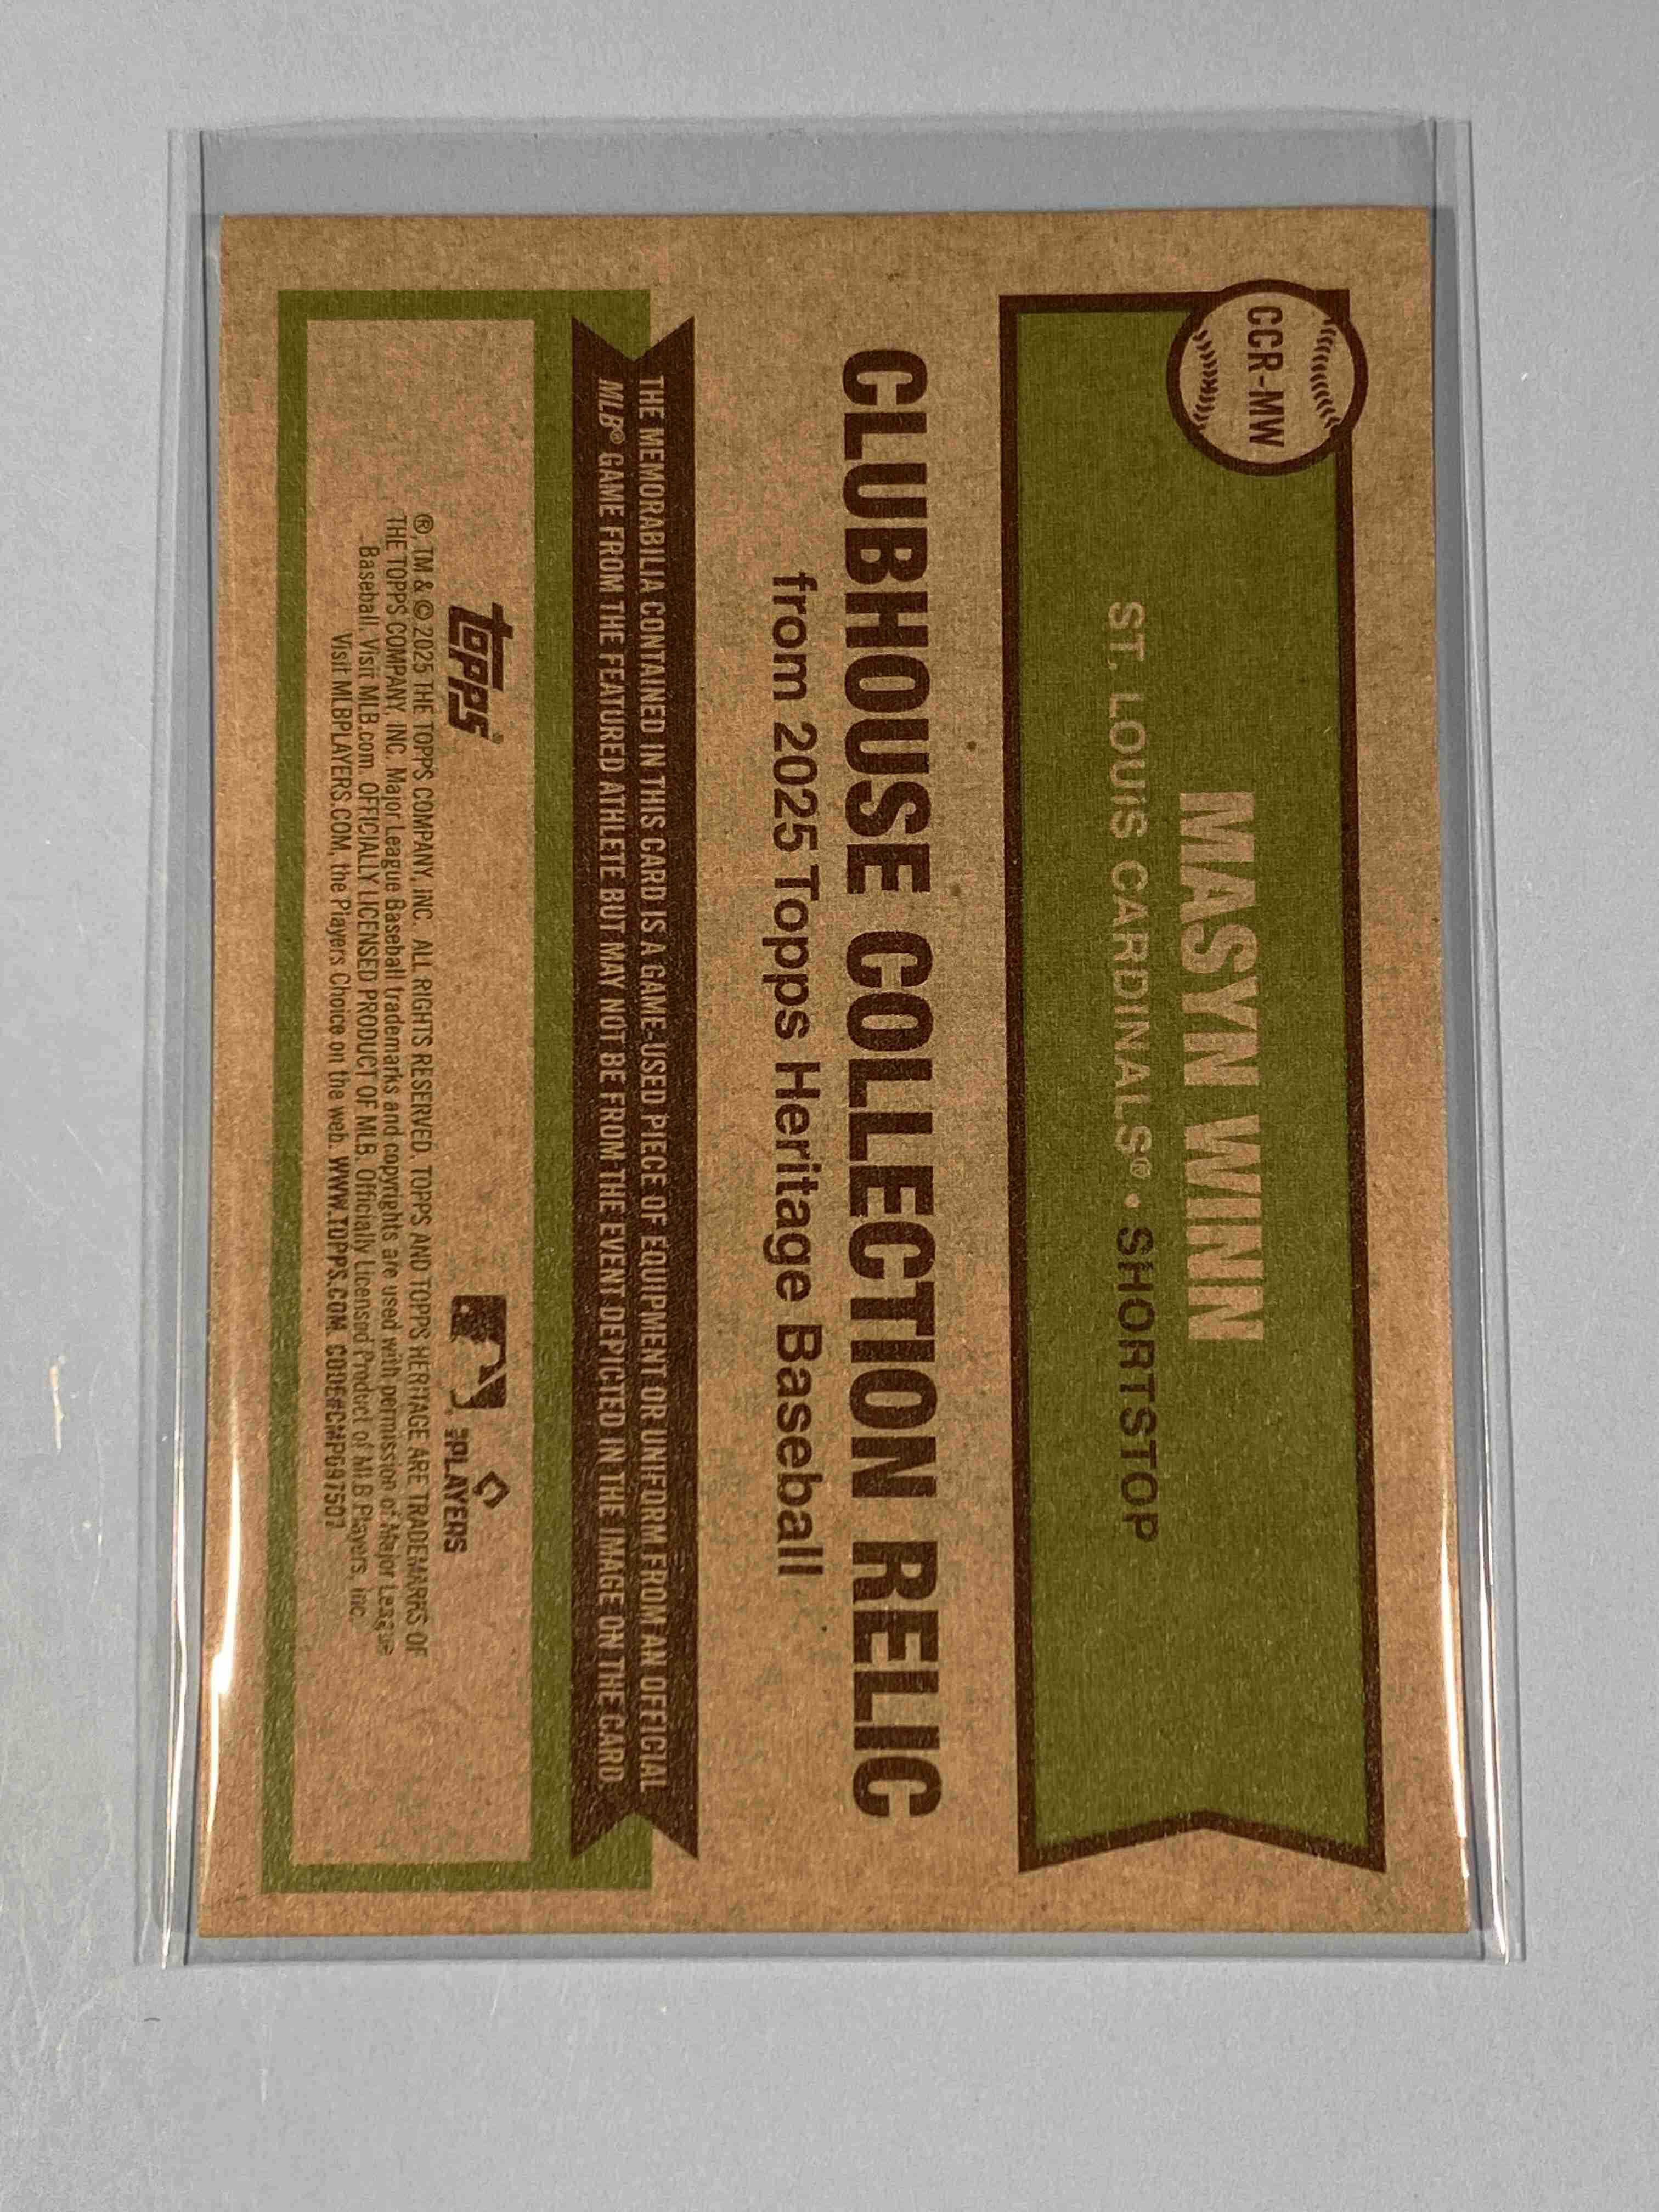 CCR-MW
MASYN WINN
ST. LOUIS CARDINALS® • SHORTSTOP
CLUBHOUSE COLLECTION RELIC
from 2025 Topps Heritage Baseball
THE MEMORABILIA CONTAINED IN THIS CARD IS A GAME-USED PIECE OF EQUIPMENT OR UNIFORM FROM AN OFFICIAL
MLB® GAME FROM THE FEATURED ATHLETE BUT MAY NOT BE FROM THE EVENT DEPICTED IN THE IMAGE ON THE CARD.
topps®
MLB PLAYERS
®, TM & © 2025 THE TOPPS COMPANY, INC. ALL RIGHTS RESERVED. TOPPS AND TOPPS HERITAGE ARE TRADEMARKS OF
THE TOPPS COMPANY, INC. Major League Baseball trademarks and copyrights are used with permission of Major League
Baseball. Visit MLB.com. OFFICIALLY LICENSED PRODUCT OF MLB. Officially Licensed Product of MLB Players, Inc.
Visit MLBPLAYERS.COM, the Players Choice on the web. WWW.TOPPS.COM. CODE#CMPG97507